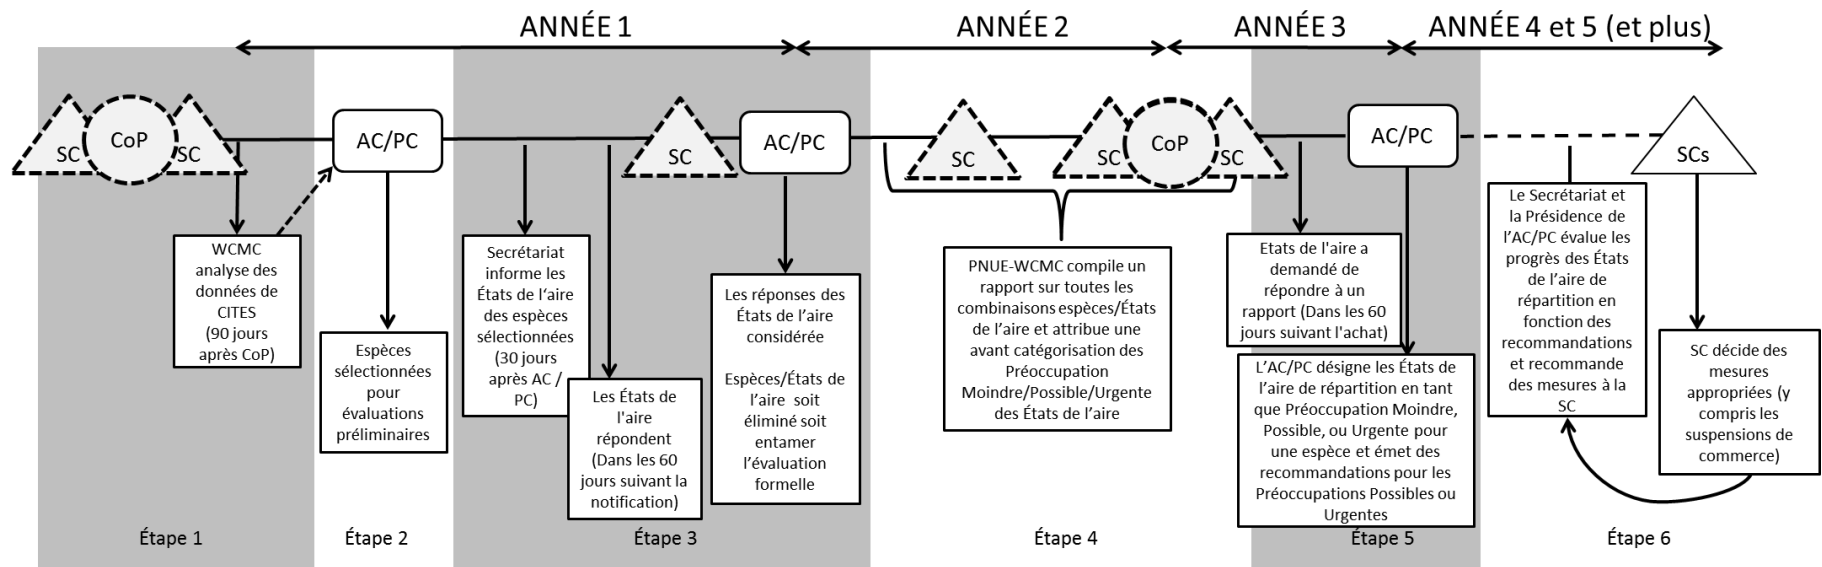 ANNÉE 1
ANNÉE 2
ANNÉE 3
ANNÉE 4 et 5 (et plus)
SC
CoP
SC
AC/PC
SC
AC/PC
SC
SC
CoP
SC
AC/PC
SCs
WCMC
analyse des
données de
CITES
(90 jours
après CoP)
Espèces
sélectionnées
pour
évaluations
préliminaires
Secrétariat
informe les
États de l'aire
des espèces
sélectionnées
(30 jours
après AC /
PC)
Les États de
l'aire
répondent
(Dans les 60
jours suivant la
notification)
Les réponses des
États de l'aire
considérée
Espèces/États de
l'aire soit
éliminé soit
entamer
l'évaluation
formelle
PNUE-WCMC compile un
rapport sur toutes les
combinaisons espèces/États
de l'aire et attribue une
avant catégorisation des
Préoccupation
Moindre/Possible/Urgente
des États de l'aire
Etats de l'aire a
demandé de
répondre à un
rapport (Dans les 60
jours suivant l'achat)
L'AC/PC désigne les États de
l'aire de répartition en tant
que Préoccupation Moindre,
Possible, ou Urgente pour
une espèce et émet des
recommandations pour les
Préoccupations Possibles ou
Urgentes
Le Secrétariat et
la Présidence de
l'AC/PC évalue les
progrès des États
de l'aire de
répartition en
fonction des
recommandations
et recommande
des mesures à la
SC
SC décide des
mesures
appropriées (y
compris les
suspensions de
commerce)
Étape 1
Étape 2
Étape 3
Étape 4
Étape 5
Étape 6